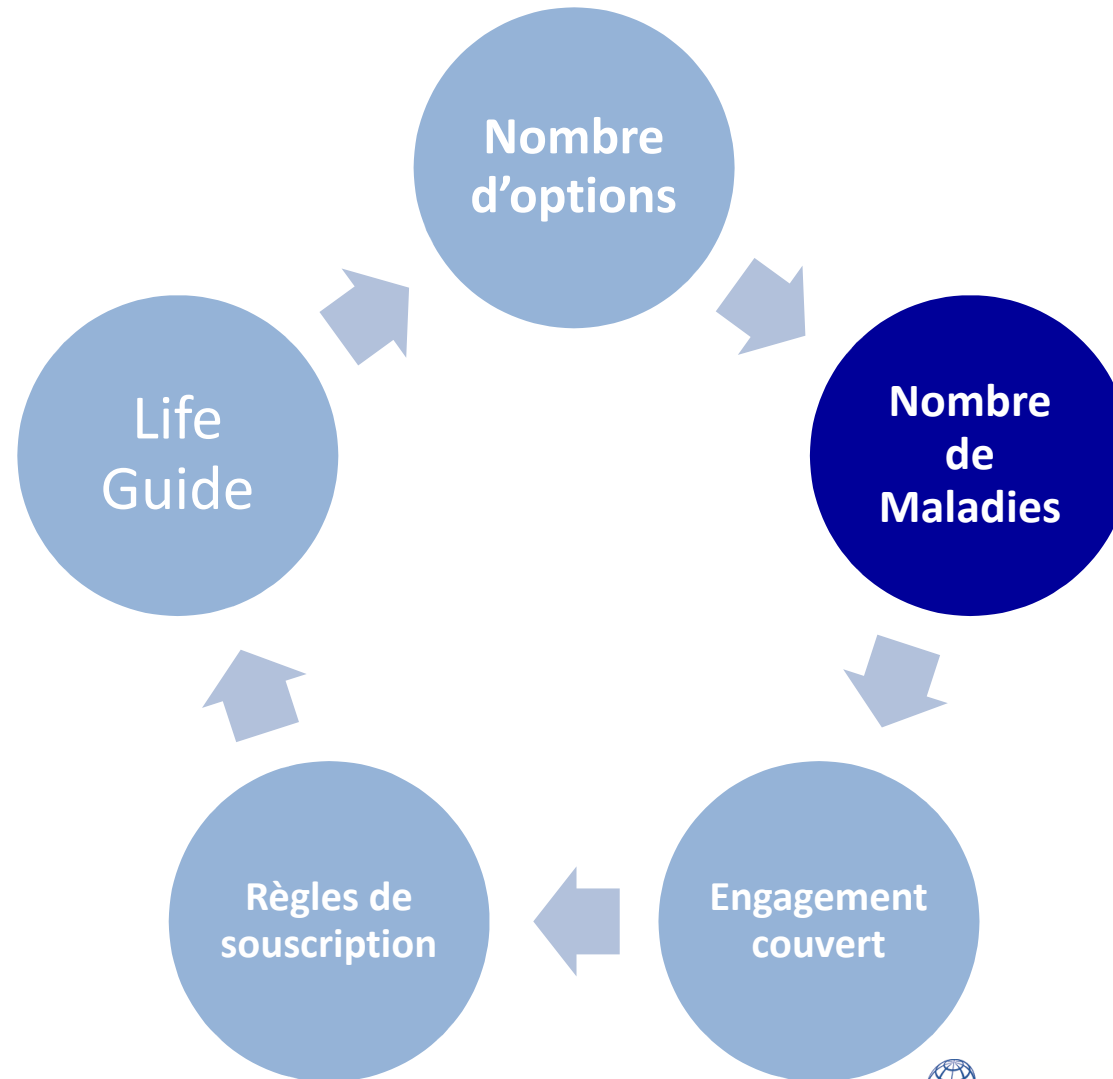 Nombre
d’options
Nombre
de
Maladies
Engagement
couvert
Règles de
souscription
Life
Guide